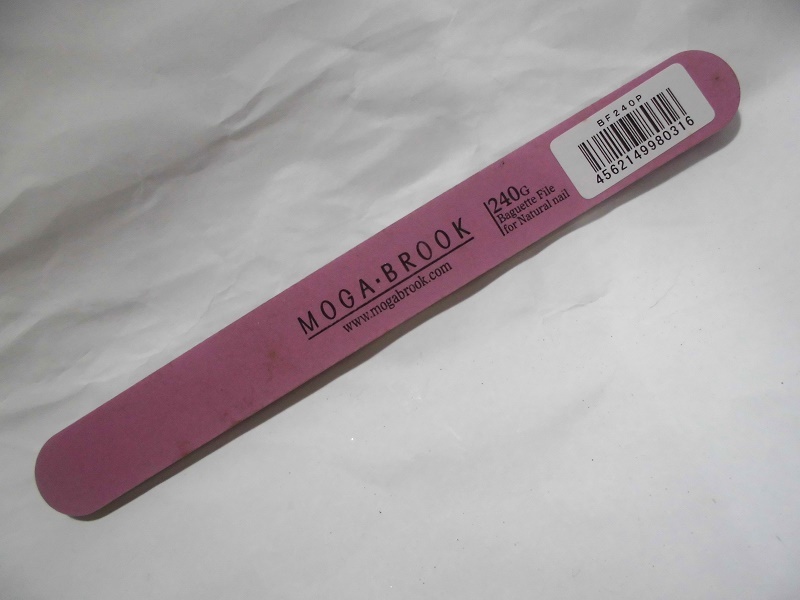 MOGA·BROOK
www.mogabrook.com
240G
Baguette File
for Natural nail
BF240P
4562149980316